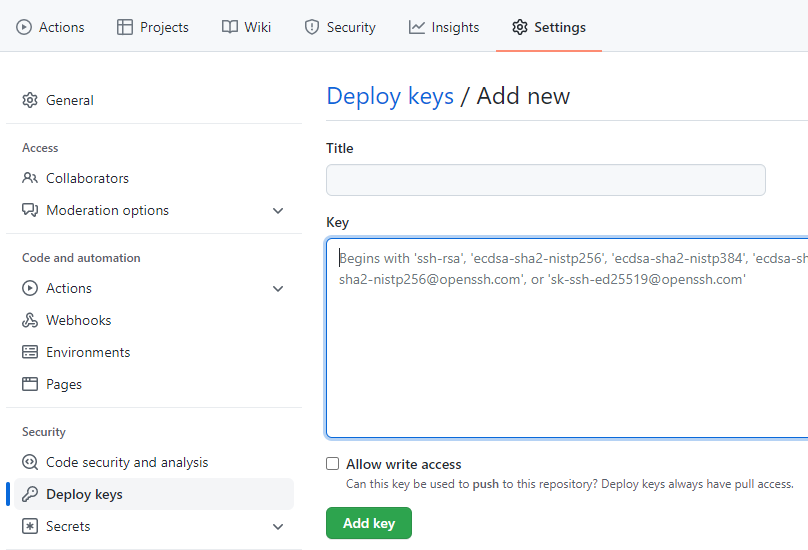 Actions Projects Wiki Security Insights Settings
General
Access
Collaborators
Moderation options
Code and automation
Actions
Webhooks
Environments
Pages
Security
Code security and analysis
Deploy keys
Secrets
Deploy keys / Add new
Title
Key
Begins with 'ssh-rsa', 'ecdsa-sha2-nistp256', 'ecdsa-sha2-nistp384', 'ecdsa-sh
sha2-nistp256@openssh.com', or 'sk-ssh-ed25519@openssh.com'
Allow write access
Can this key be used to push to this repository? Deploy keys always have pull access.
Add key